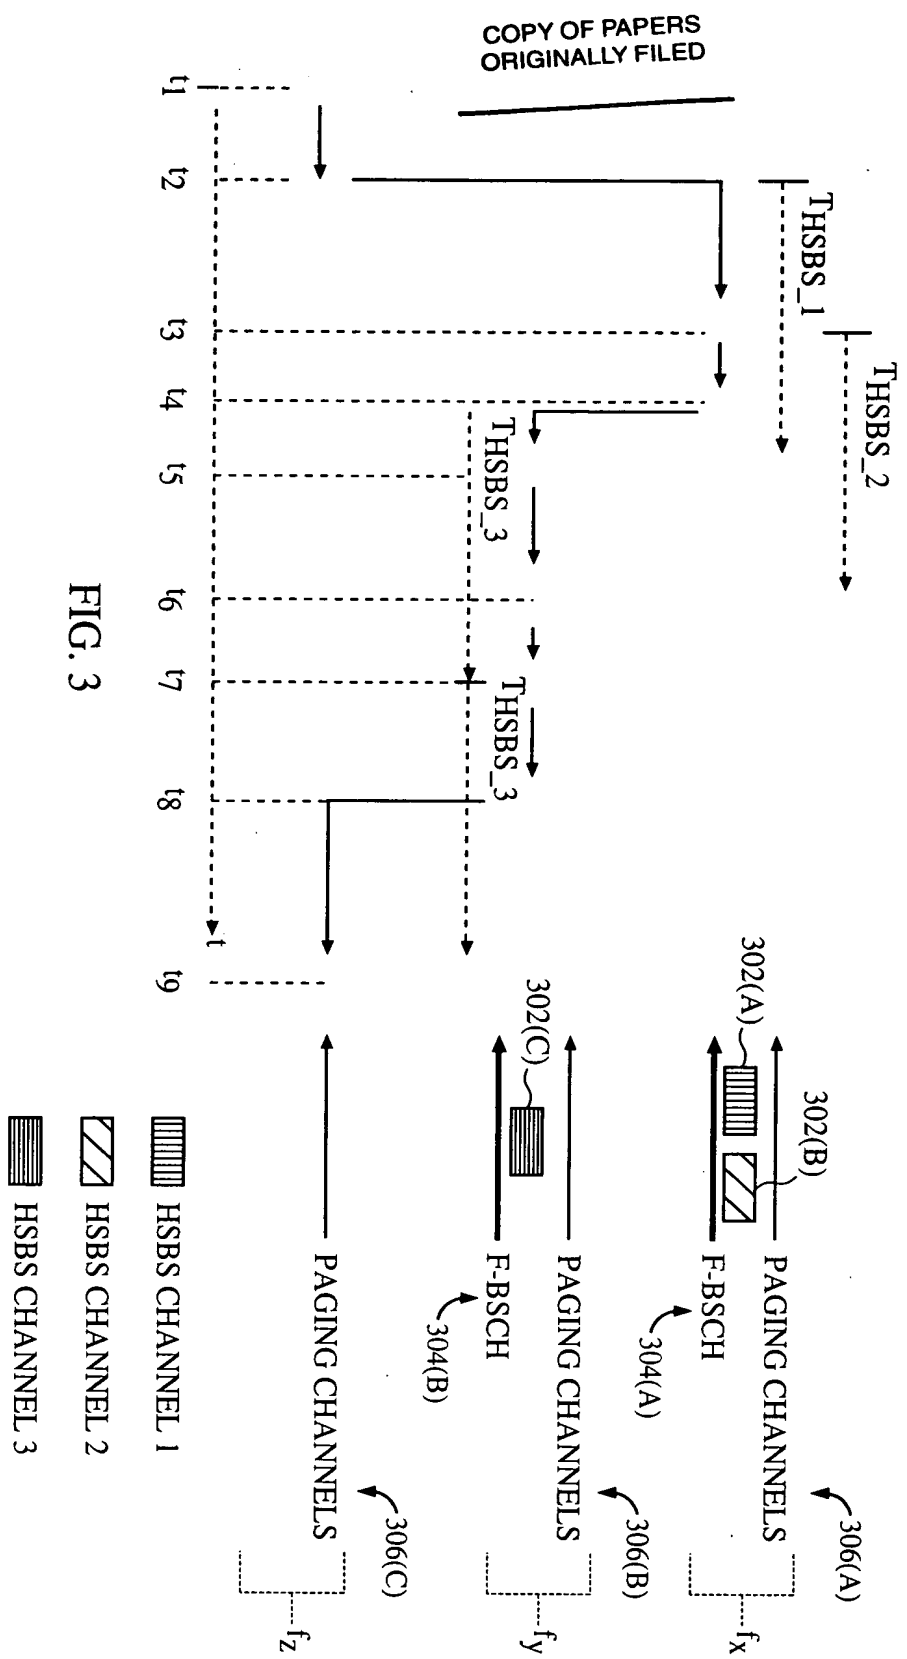 COPY OF PAPERS
ORIGINALLY FILED
THSBS_2
THSBS_1
THSBS_3
THSBS_3
t1
t2
t3
t4
t5
t6
t7
t8
t
t9
302(A)
302(B)
302(C)
PAGING CHANNELS
306(A)
F-BSCH
304(A)
fx
PAGING CHANNELS
306(B)
F-BSCH
304(B)
fy
PAGING CHANNELS
306(C)
fz
HSBS CHANNEL 1
HSBS CHANNEL 2
HSBS CHANNEL 3
FIG. 3